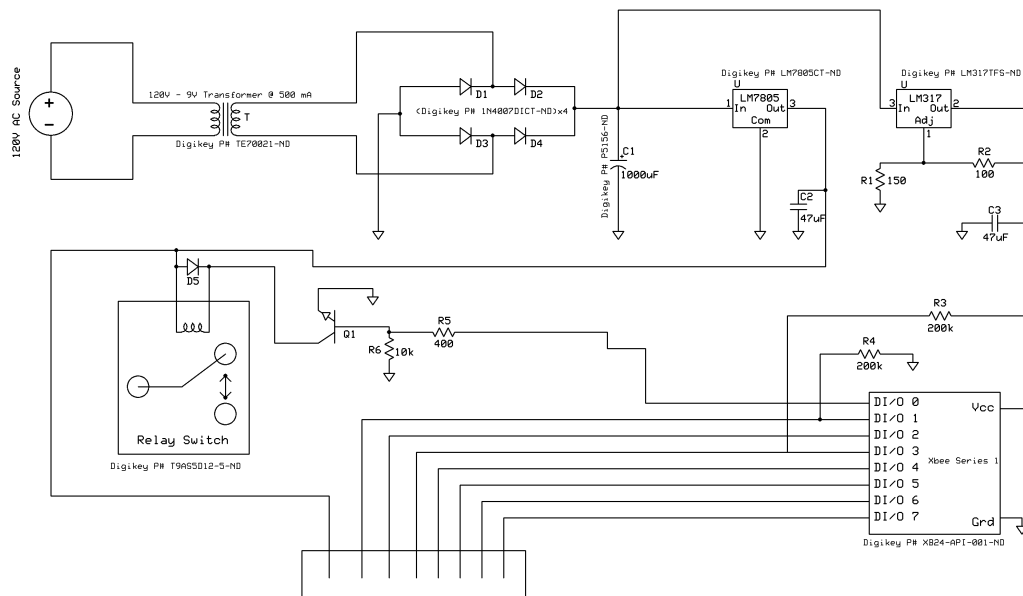 120V AC Source
+
−
120V - 9V Transformer @ 500 mA
T
Digikey P# TE70021-ND
D1
D2
(Digikey P# 1N4007DICT-ND)x4
D3
D4
Digikey P# P5156-ND
+
C1
1000uF
Digikey P# LM7805CT-ND
U
LM7805
1 In Out 3
Com
2
C2
47uF
Digikey P# LM317TFS-ND
U
LM317
3 In Out 2
Adj
1
R1 150
R2
100
C3
47uF
D5
Relay Switch
Digikey P# T9AS5D12-5-ND
Q1
R6 10k
R5
400
R3
200k
R4
200k
DI/O 0
DI/O 1
DI/O 2
DI/O 3
DI/O 4
DI/O 5
DI/O 6
DI/O 7
Vcc
Xbee Series 1
Grd
Digikey P# XB24-API-001-ND